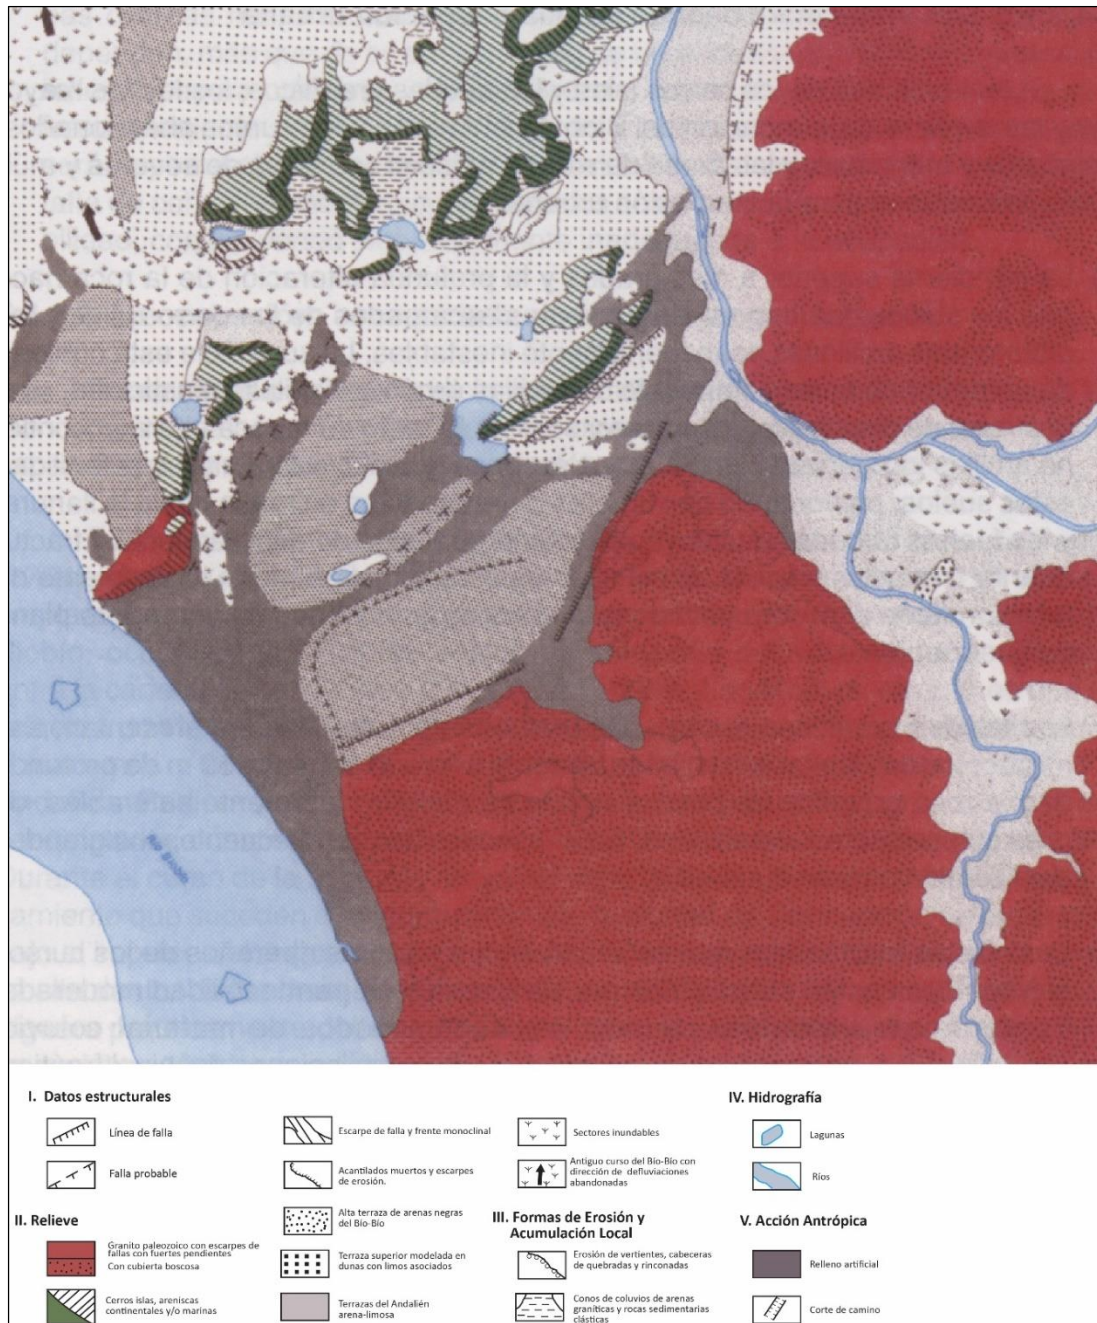 Río Bío-Bío
I. Datos estructurales
Línea de falla
Falla probable
Escarpe de falla y frente monoclinal
Acantilados muertos y escarpes
de erosión.
Sectores inundables
Antiguo curso del Bío-Bío con
dirección de defluviaciones
abandonadas
IV. Hidrografía
Lagunas
Ríos
II. Relieve
Granito paleozoico con escarpes de
fallas con fuertes pendientes
Con cubierta boscosa
Cerros islas, areniscas
continentales y/o marinas
Alta terraza de arenas negras
del Bío-Bío
Terraza superior modelada en
dunas con limos asociados
Terrazas del Andalién
arena-limosa
III. Formas de Erosión y
Acumulación Local
Erosión de vertientes, cabeceras
de quebradas y rinconadas
Conos de coluvios de arenas
graníticas y rocas sedimentarias
clásticas
V. Acción Antrópica
Relleno artificial
Corte de camino